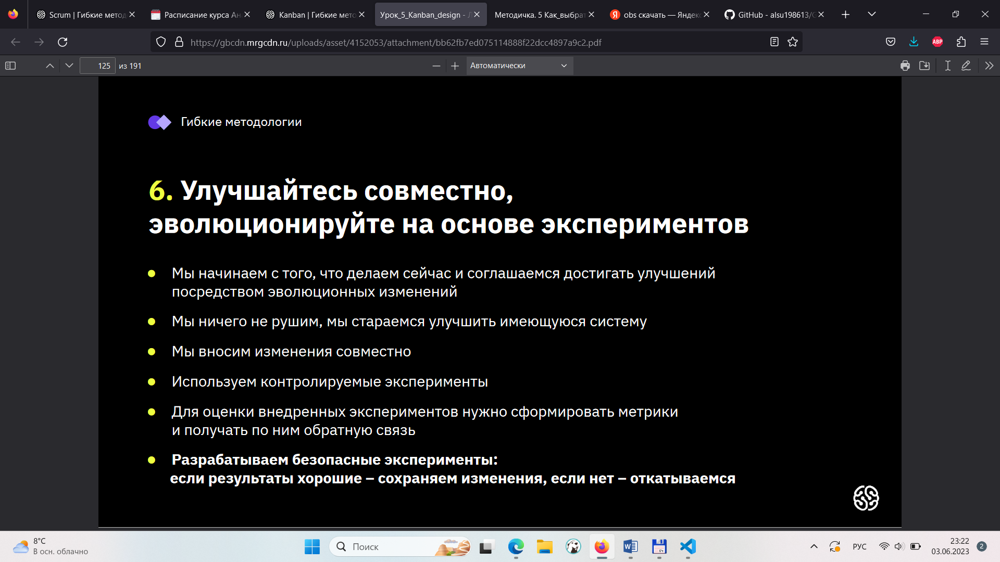 Scrum | Гибкие метод
Расписание курса Ан
Kanban | Гибкие мето
Урок_5_Kanban_design - Л
Методичка. 5 Как_выбрат
obs скачать — Яндекс
GitHub - alsu198613/G
https://gbcdn.mrgcdn.ru/uploads/asset/4152053/attachment/bb62fb7ed075114888f22dcc4897a9c2.pdf
ABP
125 из 191
Автоматически
Гибкие методологии
6. Улучшайтесь совместно,
эволюционируйте на основе экспериментов
Мы начинаем с того, что делаем сейчас и соглашаемся достигать улучшений
посредством эволюционных изменений
Мы ничего не рушим, мы стараемся улучшить имеющуюся систему
Мы вносим изменения совместно
Используем контролируемые эксперименты
Для оценки внедренных экспериментов нужно сформировать метрики
и получать по ним обратную связь
Разрабатываем безопасные эксперименты:
если результаты хорошие – сохраняем изменения, если нет – откатываемся
8°C
В осн. облачно
Поиск
64
РУС
23:22
03.06.2023
2